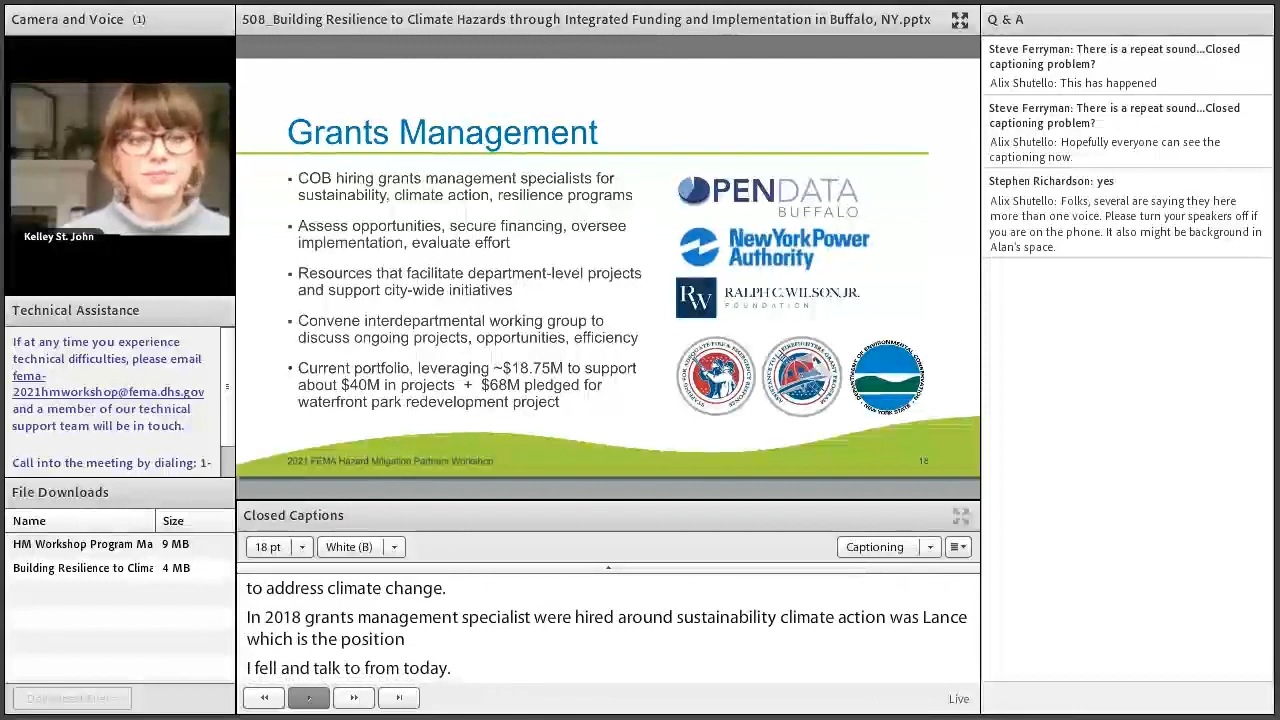 Camera and Voice (1)
Kelley St. John
Technical Assistance
If at any time you experience
technical difficulties, please email
fema-
2021hmworkshop@fema.dhs.gov
and a member of our technical
support team will be in touch.
Call into the meeting by dialing: 1-
File Downloads
Name Size
HM Workshop Program Ma 9 MB
Building Resilience to Clima 4 MB
508_Building Resilience to Climate Hazards through Integrated Funding and Implementation in Buffalo, NY.pptx
Grants Management
▪ COB hiring grants management specialists for
sustainability, climate action, resilience programs
▪ Assess opportunities, secure financing, oversee
implementation, evaluate effort
▪ Resources that facilitate department-level projects
and support city-wide initiatives
▪ Convene interdepartmental working group to
discuss ongoing projects, opportunities, efficiency
▪ Current portfolio, leveraging ~$18.75M to support
about $40M in projects + $68M pledged for
waterfront park redevelopment project
OPENDATA
BUFFALO
New York Power
Authority
RW
RALPH C. WILSON, JR.
FOUNDATION
2021 FEMA Hazard Mitigation Partners Workshop
18
Closed Captions
18 pt White (B) Captioning
to address climate change.
In 2018 grants management specialist were hired around sustainability climate action was Lance
which is the position
I fell and talk to from today.
Live
Q & A
Steve Ferryman: There is a repeat sound...Closed
captioning problem?
Alix Shutello: This has happened
Steve Ferryman: There is a repeat sound...Closed
captioning problem?
Alix Shutello: Hopefully everyone can see the
captioning now.
Stephen Richardson: yes
Alix Shutello: Folks, several are saying they here
more than one voice. Please turn your speakers off if
you are on the phone. It also might be background in
Alan's space.